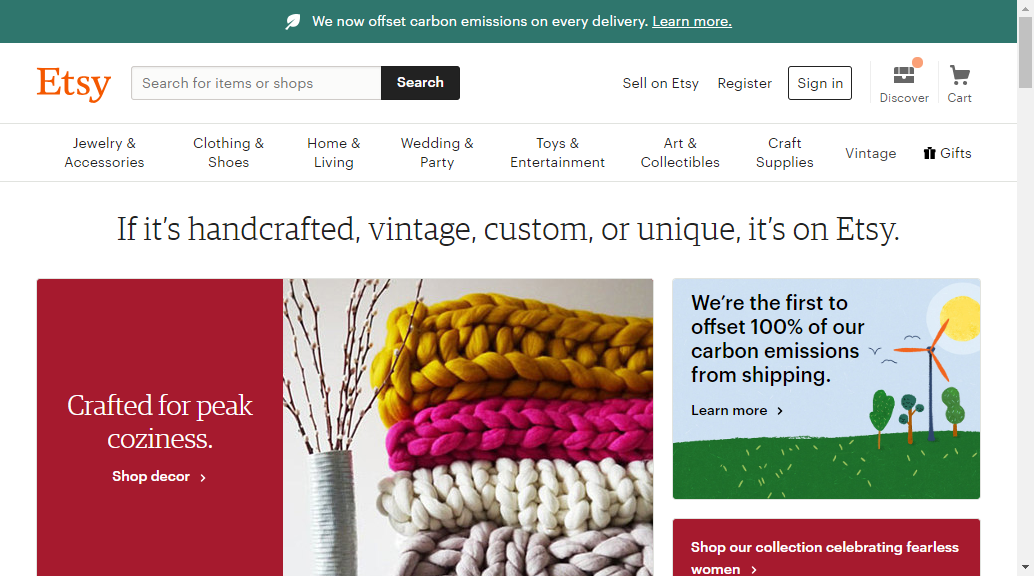 We now offset carbon emissions on every delivery. Learn more.
Etsy
Search for items or shops
Search
Sell on Etsy
Register
Sign in
Discover
Cart
Jewelry &
Accessories
Clothing &
Shoes
Home &
Living
Wedding &
Party
Toys &
Entertainment
Art &
Collectibles
Craft
Supplies
Vintage
Gifts
If it's handcrafted, vintage, custom, or unique, it's on Etsy.
Crafted for peak
coziness.
Shop decor
We're the first to
offset 100% of our
carbon emissions
from shipping.
Learn more
Shop our collection celebrating fearless
women